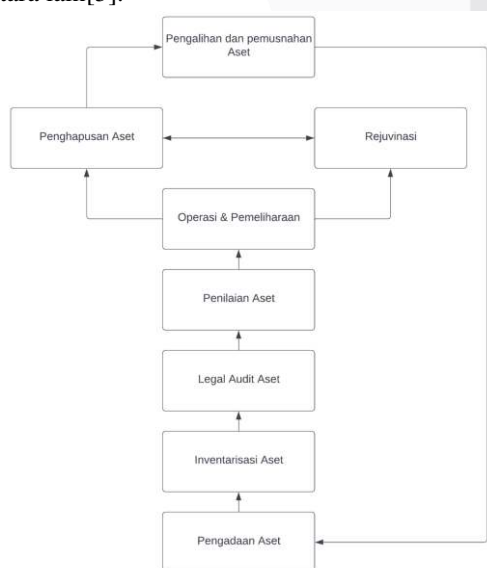 Pengalihan dan pemusnahan
Aset
Penghapusan Aset
Rejuvinasi
Operasi & Pemeliharaan
Penilaian Aset
Legal Audit Aset
Inventarisasi Aset
Pengadaan Aset